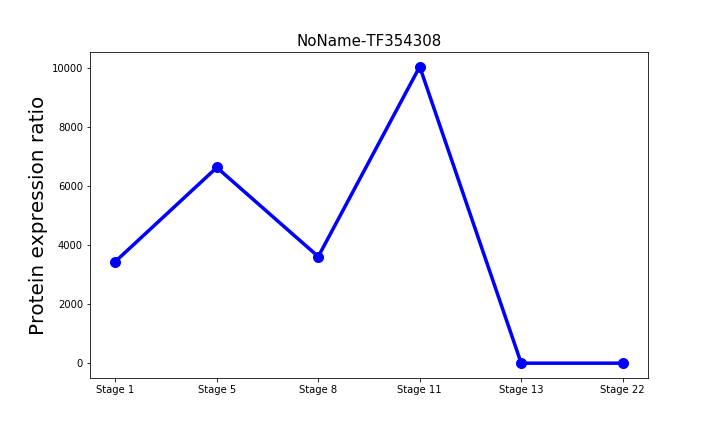 NoName-TF354308
Protein expression ratio
10000
8000
6000
4000
2000
0
Stage 1 Stage 5 Stage 8 Stage 11 Stage 13 Stage 22